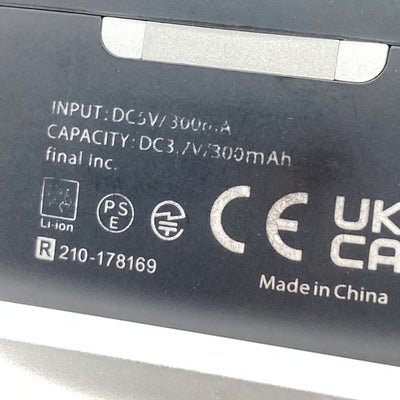 INPUT: DC5V/300mA
CAPACITY: DC3.7V/300mAh
final inc.
Li-ion
PS
E
CE
UK
CA
R 210-178169
Made in China